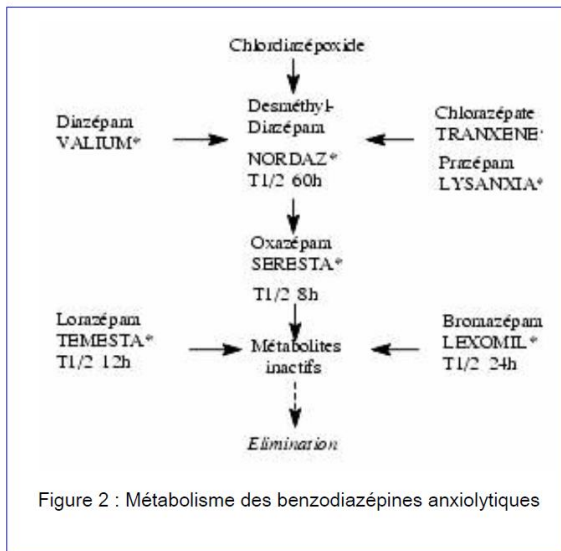 Chlordiazépoxide
Desméthyl-
Diazépam
NORDAZ*
T1/2 60h
Diazépam
VALIUM*
Chlorazépate
TRANXENE*
Prazépam
LYSANXIA*
Oxazépam
SERESTA*
T1/2 8h
Lorazépam
TEMESTA*
T1/2 12h
Métabolites
inactifs
Bromazépam
LEXOMIL*
T1/2 24h
Elimination
Figure 2 : Métabolisme des benzodiazépines anxiolytiques